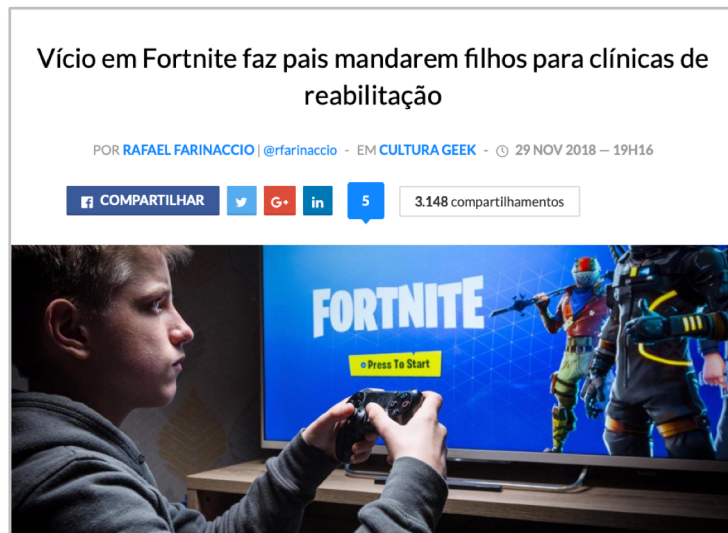 Vício em Fortnite faz pais mandarem filhos para clínicas de
reabilitação
POR RAFAEL FARINACCIO | @rfarinaccio - EM CULTURA GEEK - 29 NOV 2018 — 19H16
COMPARTILHAR G+ in 5 3.148 compartilhamentos
FORTNITE
Press To Start